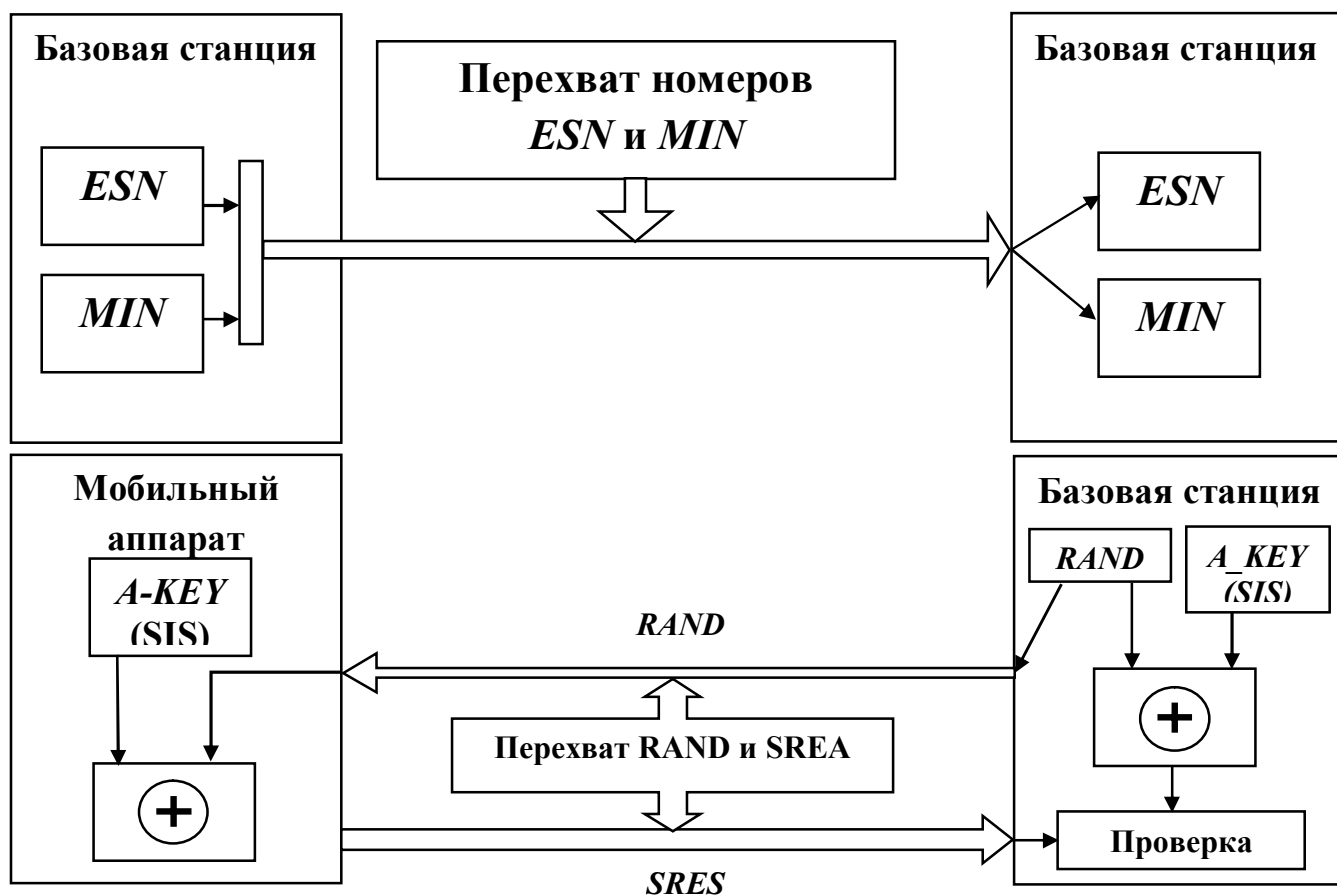 Базовая станция
Перехват номеров
ESN и MIN
Базовая станция
ESN
MIN
ESN
MIN
Мобильный
аппарат
A-KEY
(SIS)
Базовая станция
RAND
A_KEY
(SIS)
RAND
+
+
Перехват RAND и SREA
Проверка
SRES